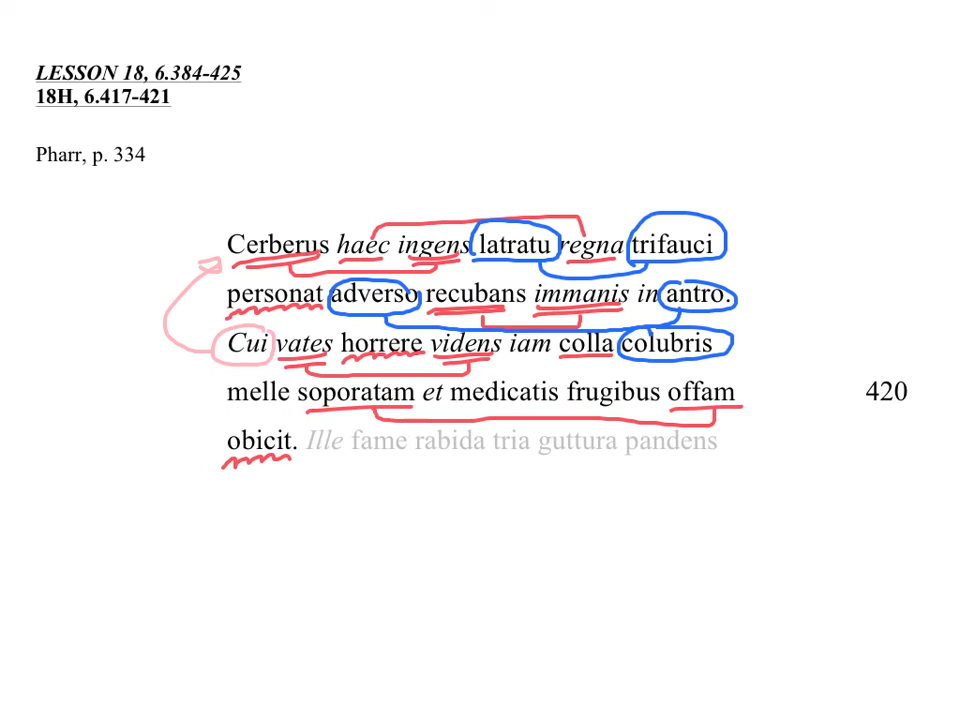 LESSON 18, 6.384-425
18H, 6.417-421
Pharr, p. 334
Cerberus haec ingens latratu regna trifauci
personat adverso recubans immanis in antro.
Cui vates horrere videns iam colla colubris
melle soporatam et medicatis frugibus offam 420
obicit. Ille fame rabida tria guttura pandens